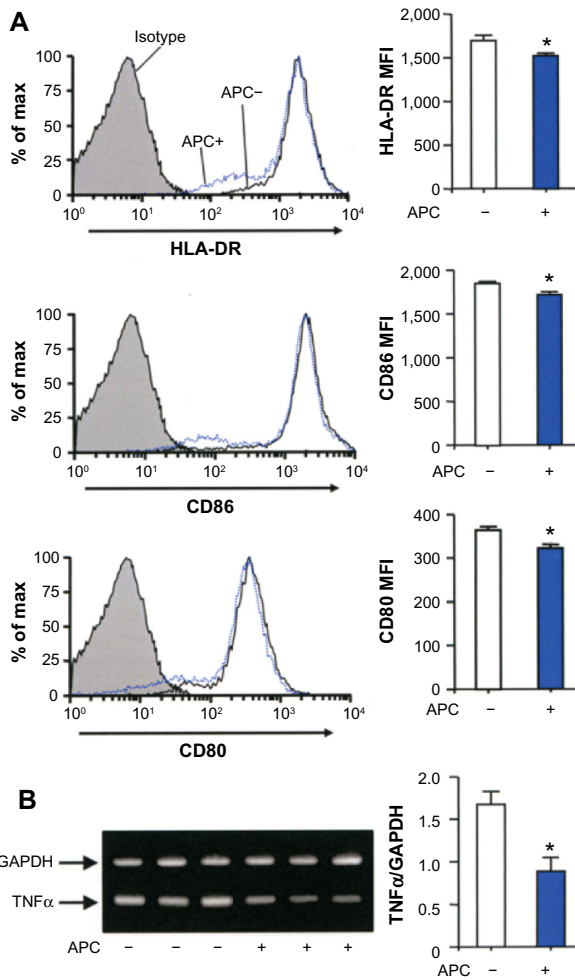 A
Isotype
APC−
APC+
% of max
100
75
50
25
0
10⁰ 10¹ 10² 10³ 10⁴
HLA-DR
HLA-DR MFI
2,000
1,500
1,000
500
0
*
APC − +
% of max
100
75
50
25
0
10⁰ 10¹ 10² 10³ 10⁴
CD86
CD86 MFI
2,000
1,500
1,000
500
0
*
APC − +
% of max
100
75
50
25
0
10⁰ 10¹ 10² 10³ 10⁴
CD80
CD80 MFI
400
300
200
100
0
*
APC − +
B
GAPDH
TNFα
APC − − − + + +
TNFα/GAPDH
2.0
1.5
1.0
0.5
0
*
APC − +